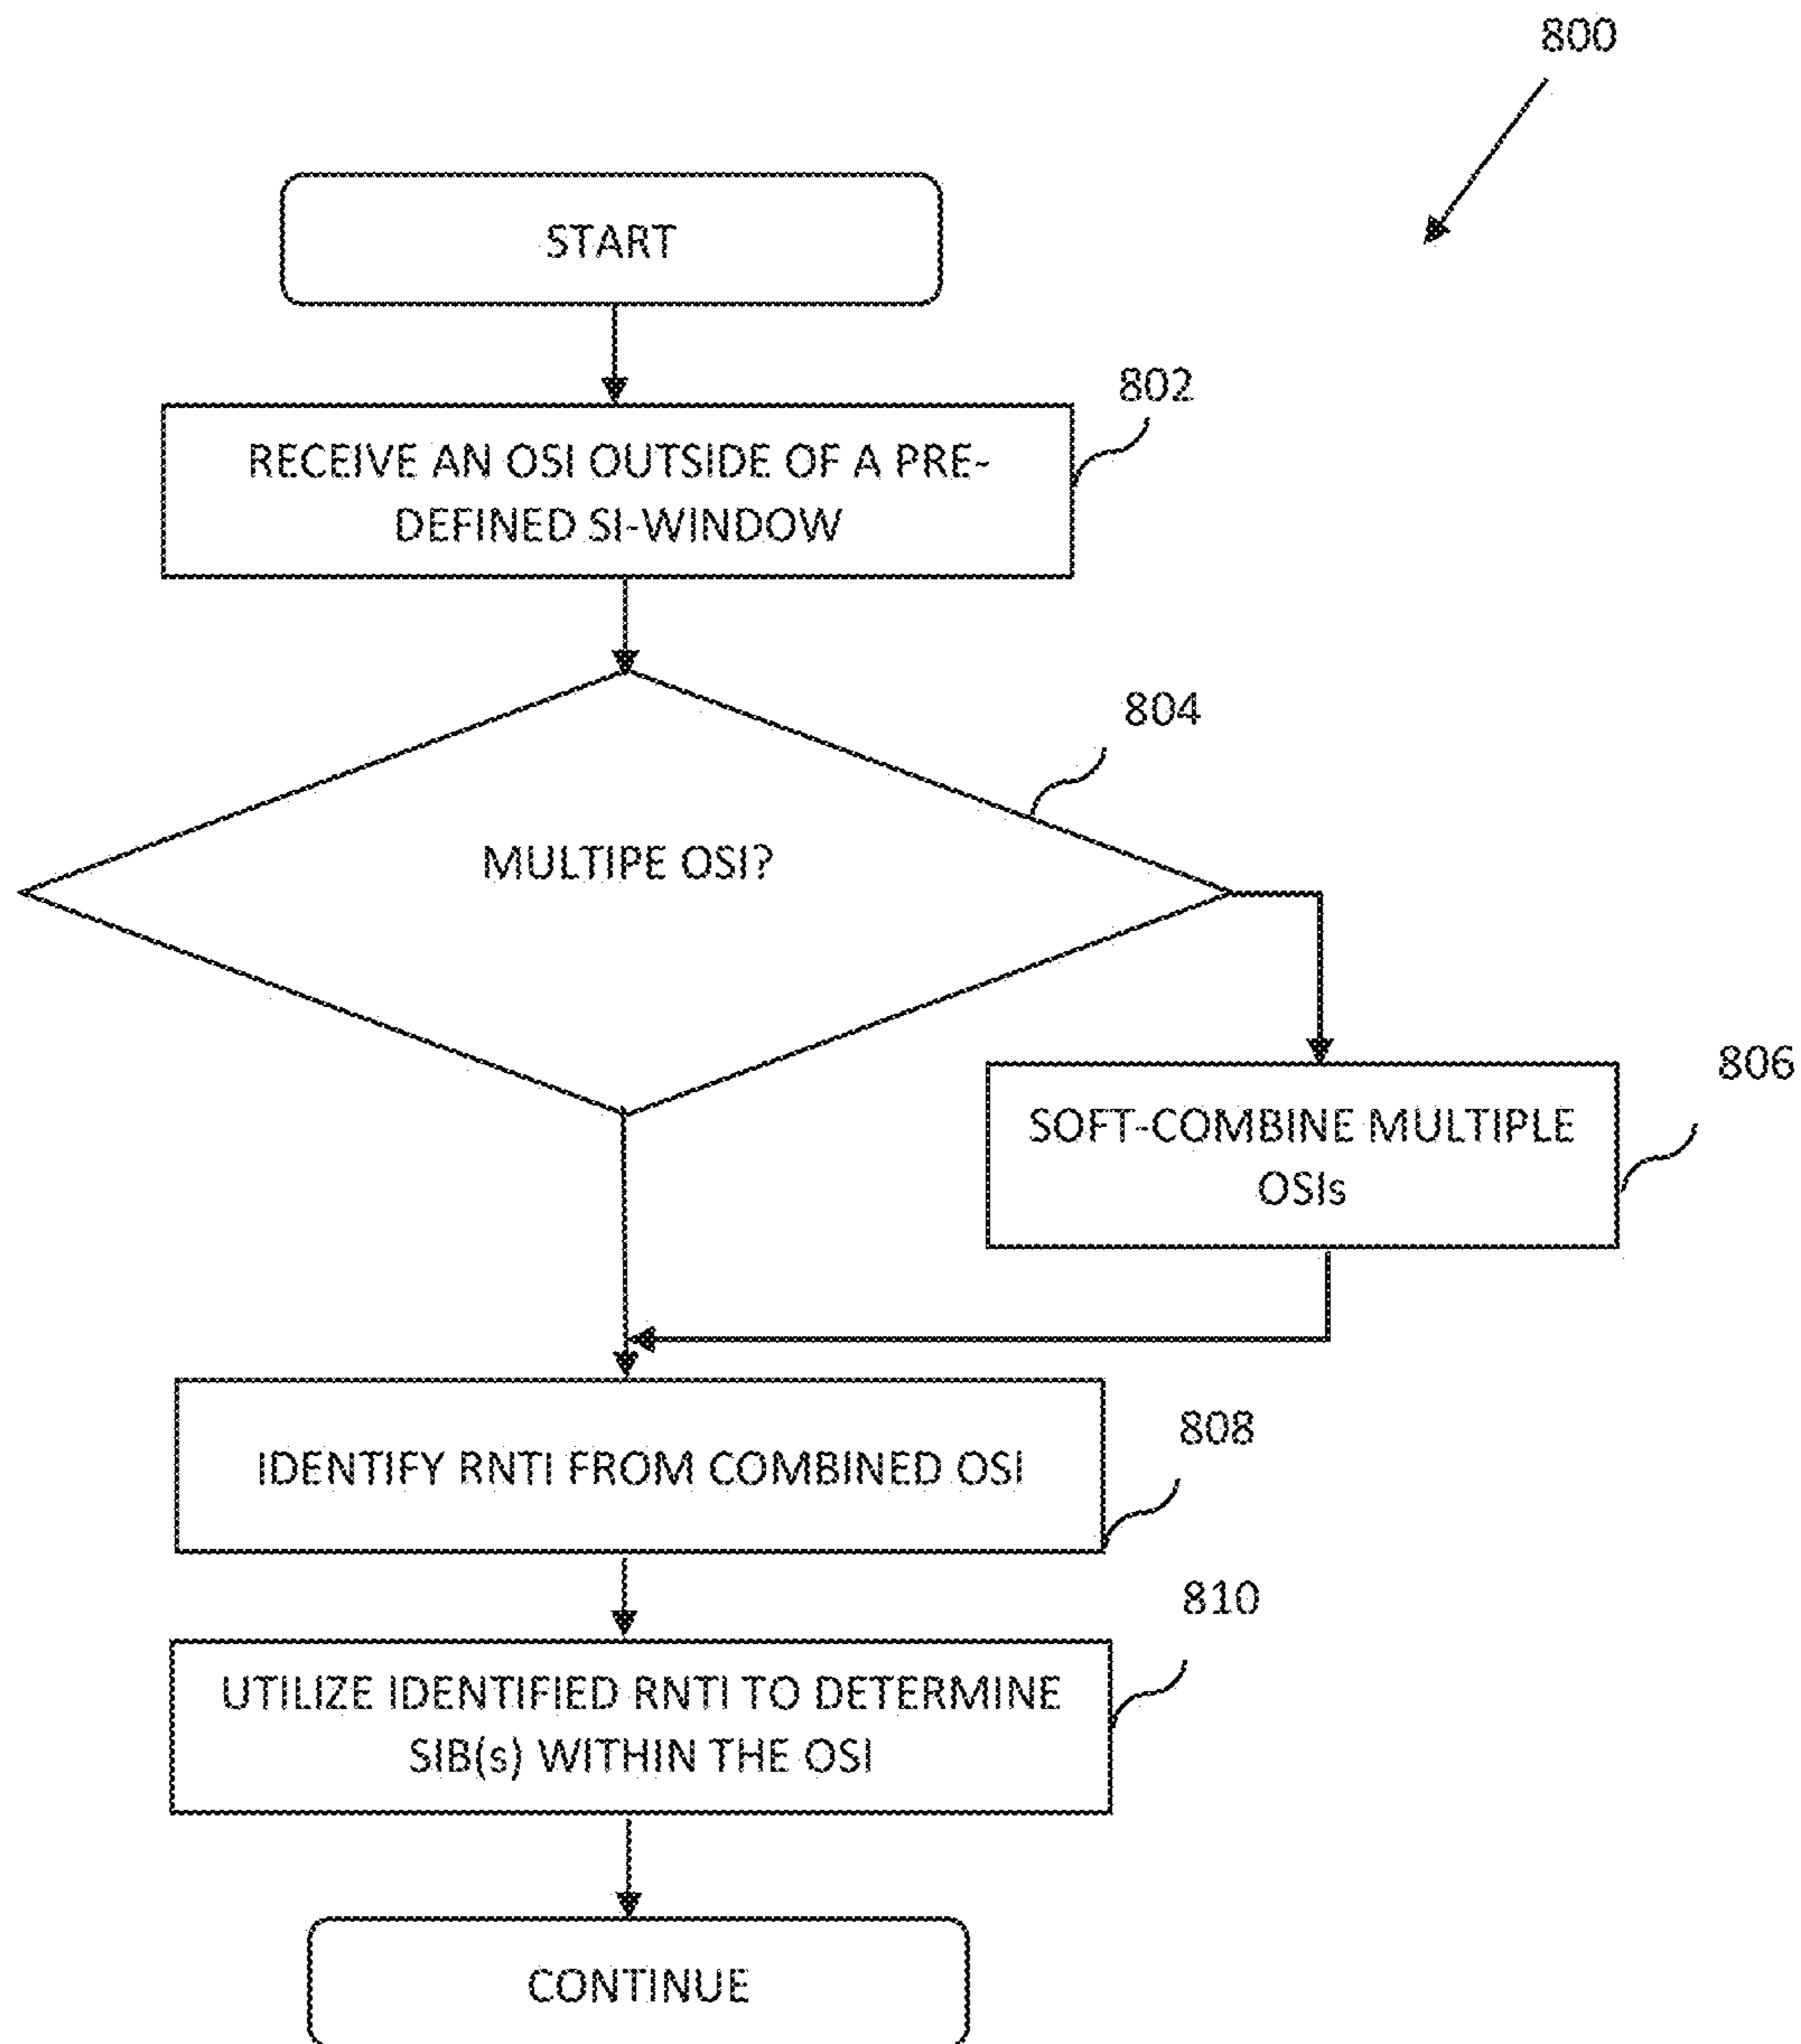 800
START
802
RECEIVE AN OSI OUTSIDE OF A PRE-
DEFINED SI-WINDOW
804
MULTIPE OSI?
806
SOFT-COMBINE MULTIPLE
OSIs
808
IDENTIFY RNTI FROM COMBINED OSI
810
UTILIZE IDENTIFIED RNTI TO DETERMINE
SIB(s) WITHIN THE OSI
CONTINUE